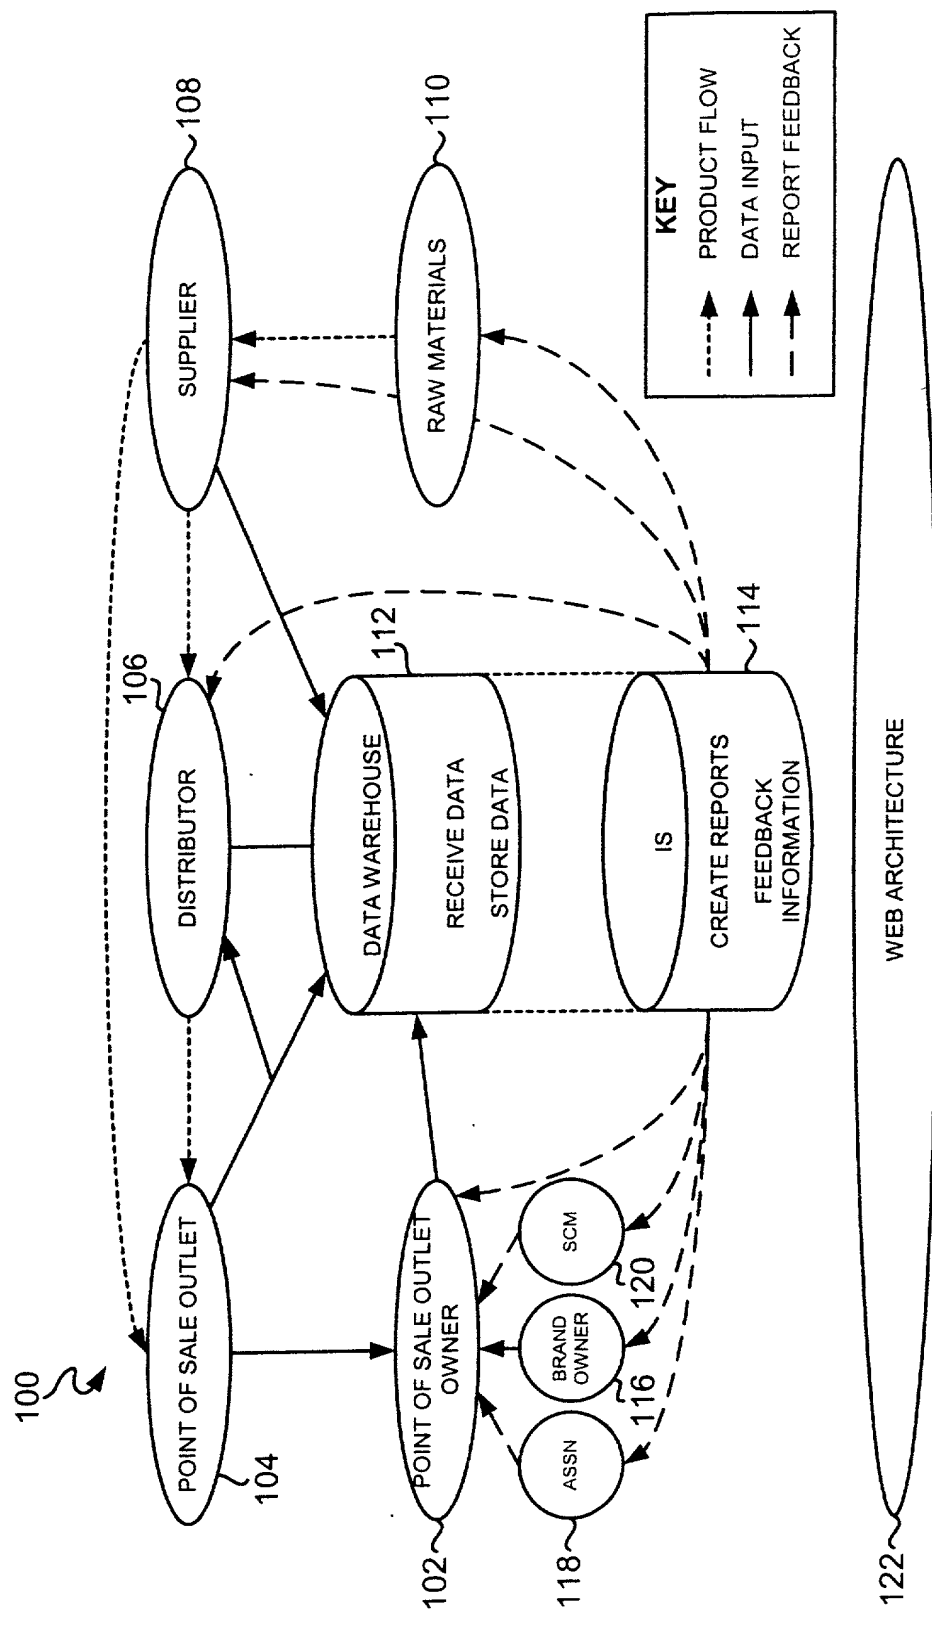 100
POINT OF SALE OUTLET
104
DISTRIBUTOR
106
SUPPLIER
108
102
POINT OF SALE OUTLET
OWNER
DATA WAREHOUSE
112
RECEIVE DATA
STORE DATA
RAW MATERIALS
110
118
ASSN
BRAND
OWNER
116
SCM
120
IS
CREATE REPORTS
FEEDBACK
INFORMATION
114
KEY
PRODUCT FLOW
DATA INPUT
REPORT FEEDBACK
122
WEB ARCHITECTURE